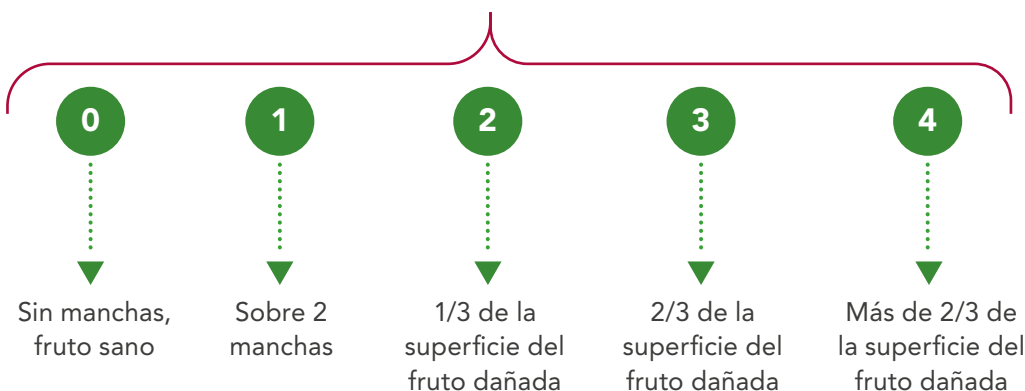 0
Sin manchas,
fruto sano
1
Sobre 2
manchas
2
1/3 de la
superficie del
fruto dañada
3
2/3 de la
superficie del
fruto dañada
4
Más de 2/3 de
la superficie del
fruto dañada